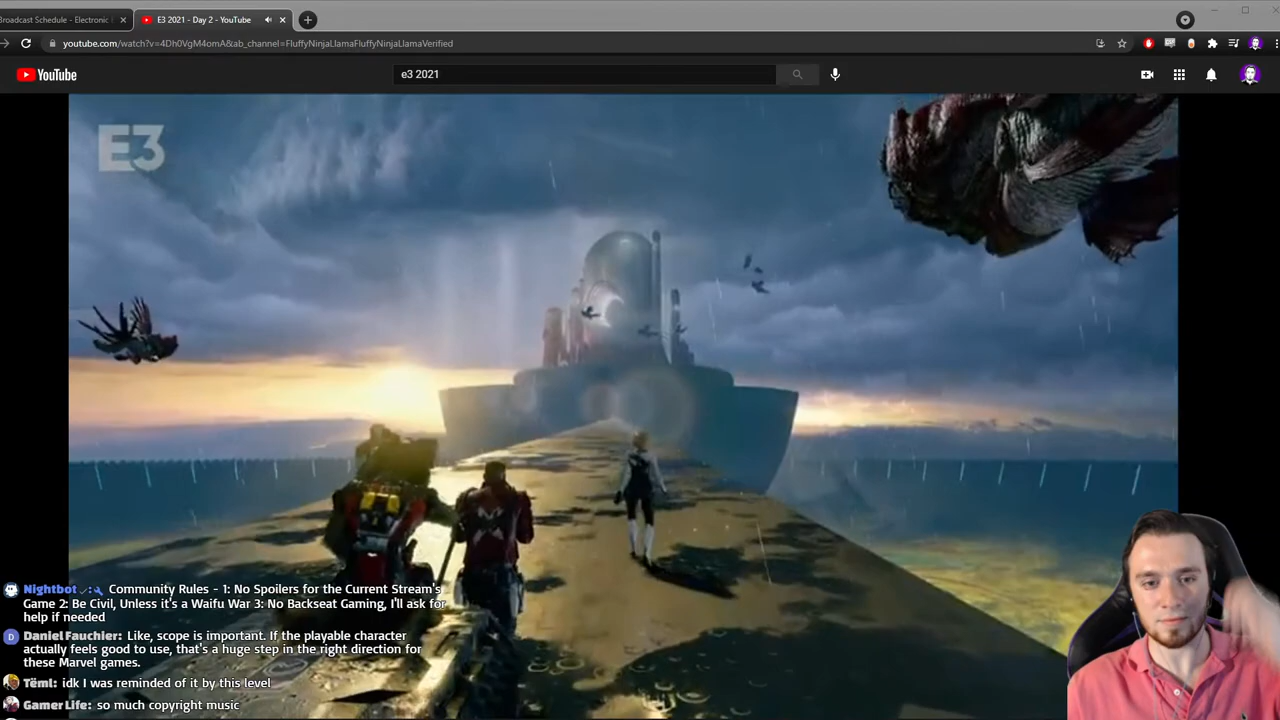 Broadcast Schedule - Electronic
E3 2021 - Day 2 - YouTube
youtube.com/watch?v=4Dh0VgM4omA&ab_channel=FluffyNinjaLlamaFluffyNinjaLlamaVerified
YouTube
e3 2021
E3
Nightbot : Community Rules - 1: No Spoilers for the Current Stream's
Game 2: Be Civil, Unless it's a Waifu War 3: No Backseat Gaming, I'll ask for
help if needed
D Daniel Fauchier: Like, scope is important. If the playable character
actually feels good to use, that's a huge step in the right direction for
these Marvel games.
Tëml: idk I was reminded of it by this level
Gamer Life: so much copyright music